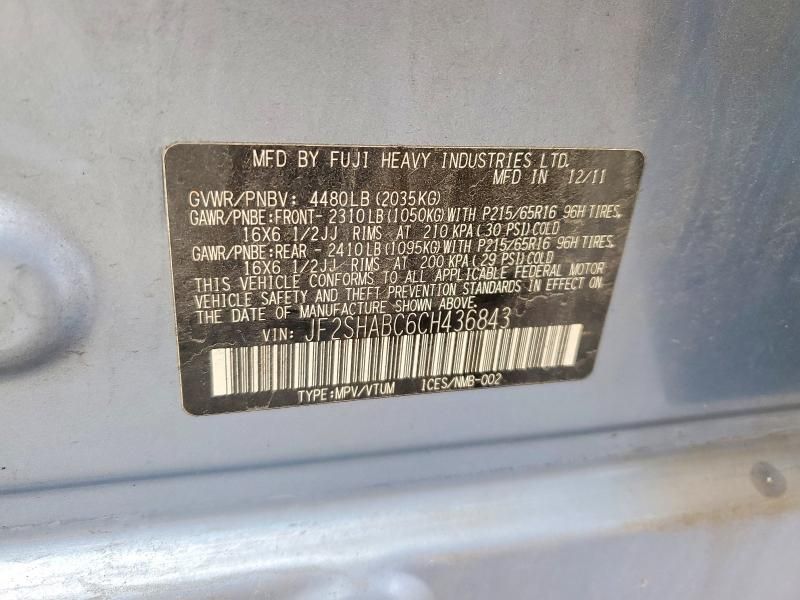 MFD BY FUJI HEAVY INDUSTRIES LTD.
MFD IN 12/11
GVWR/PNBV: 4480LB(2035KG)
GAWR/PNBE:FRONT- 2310LB(1050KG)WITH P215/65R16 96H TIRES,
16X6 1/2JJ RIMS AT 210 KPA(30 PSI)COLD
GAWR/PNBE:REAR - 2410LB(1095KG)WITH P215/65R16 96H TIRES,
16X6 1/2JJ RIMS AT 200 KPA(29 PSI)COLD
THIS VEHICLE CONFORMS TO ALL APPLICABLE FEDERAL MOTOR
VEHICLE SAFETY AND THEFT PREVENTION STANDARDS IN EFFECT ON
THE DATE OF MANUFACTURE SHOWN ABOVE.
VIN: JF2SHABC6CH436843
TYPE:MPV/VTUM ICES/NMB-002